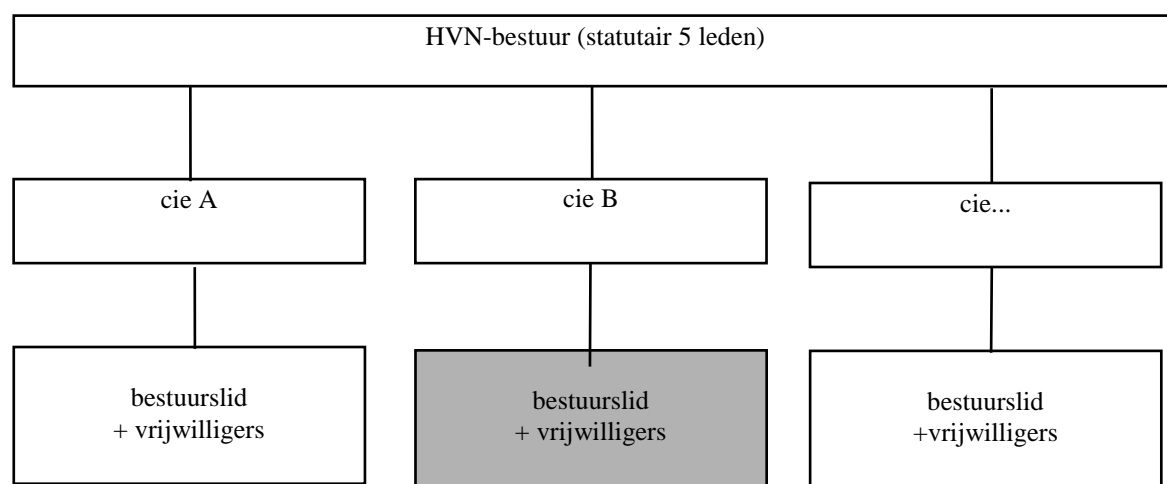 HVN-bestuur (statutair 5 leden)
cie A
cie B
cie...
bestuurslid
+ vrijwilligers
bestuurslid
+ vrijwilligers
bestuurslid
+vrijwilligers